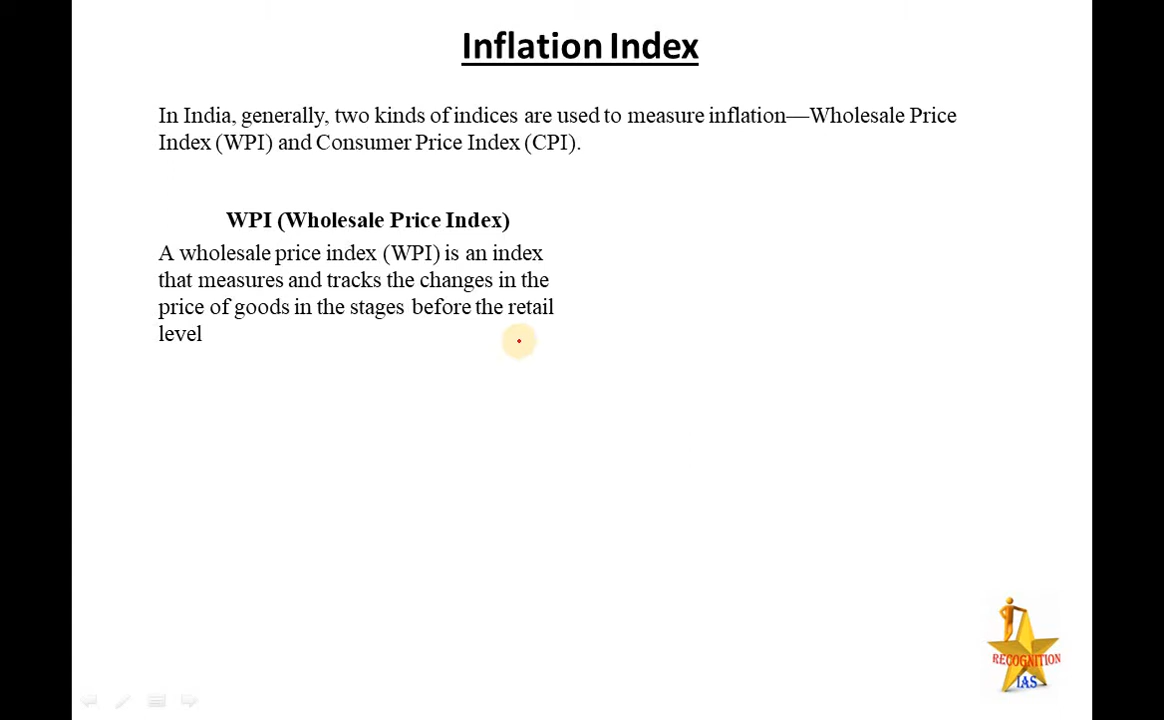 Inflation Index
In India, generally, two kinds of indices are used to measure inflation—Wholesale Price
Index (WPI) and Consumer Price Index (CPI).
WPI (Wholesale Price Index)
A wholesale price index (WPI) is an index
that measures and tracks the changes in the
price of goods in the stages before the retail
level
RECOGNITION
IAS